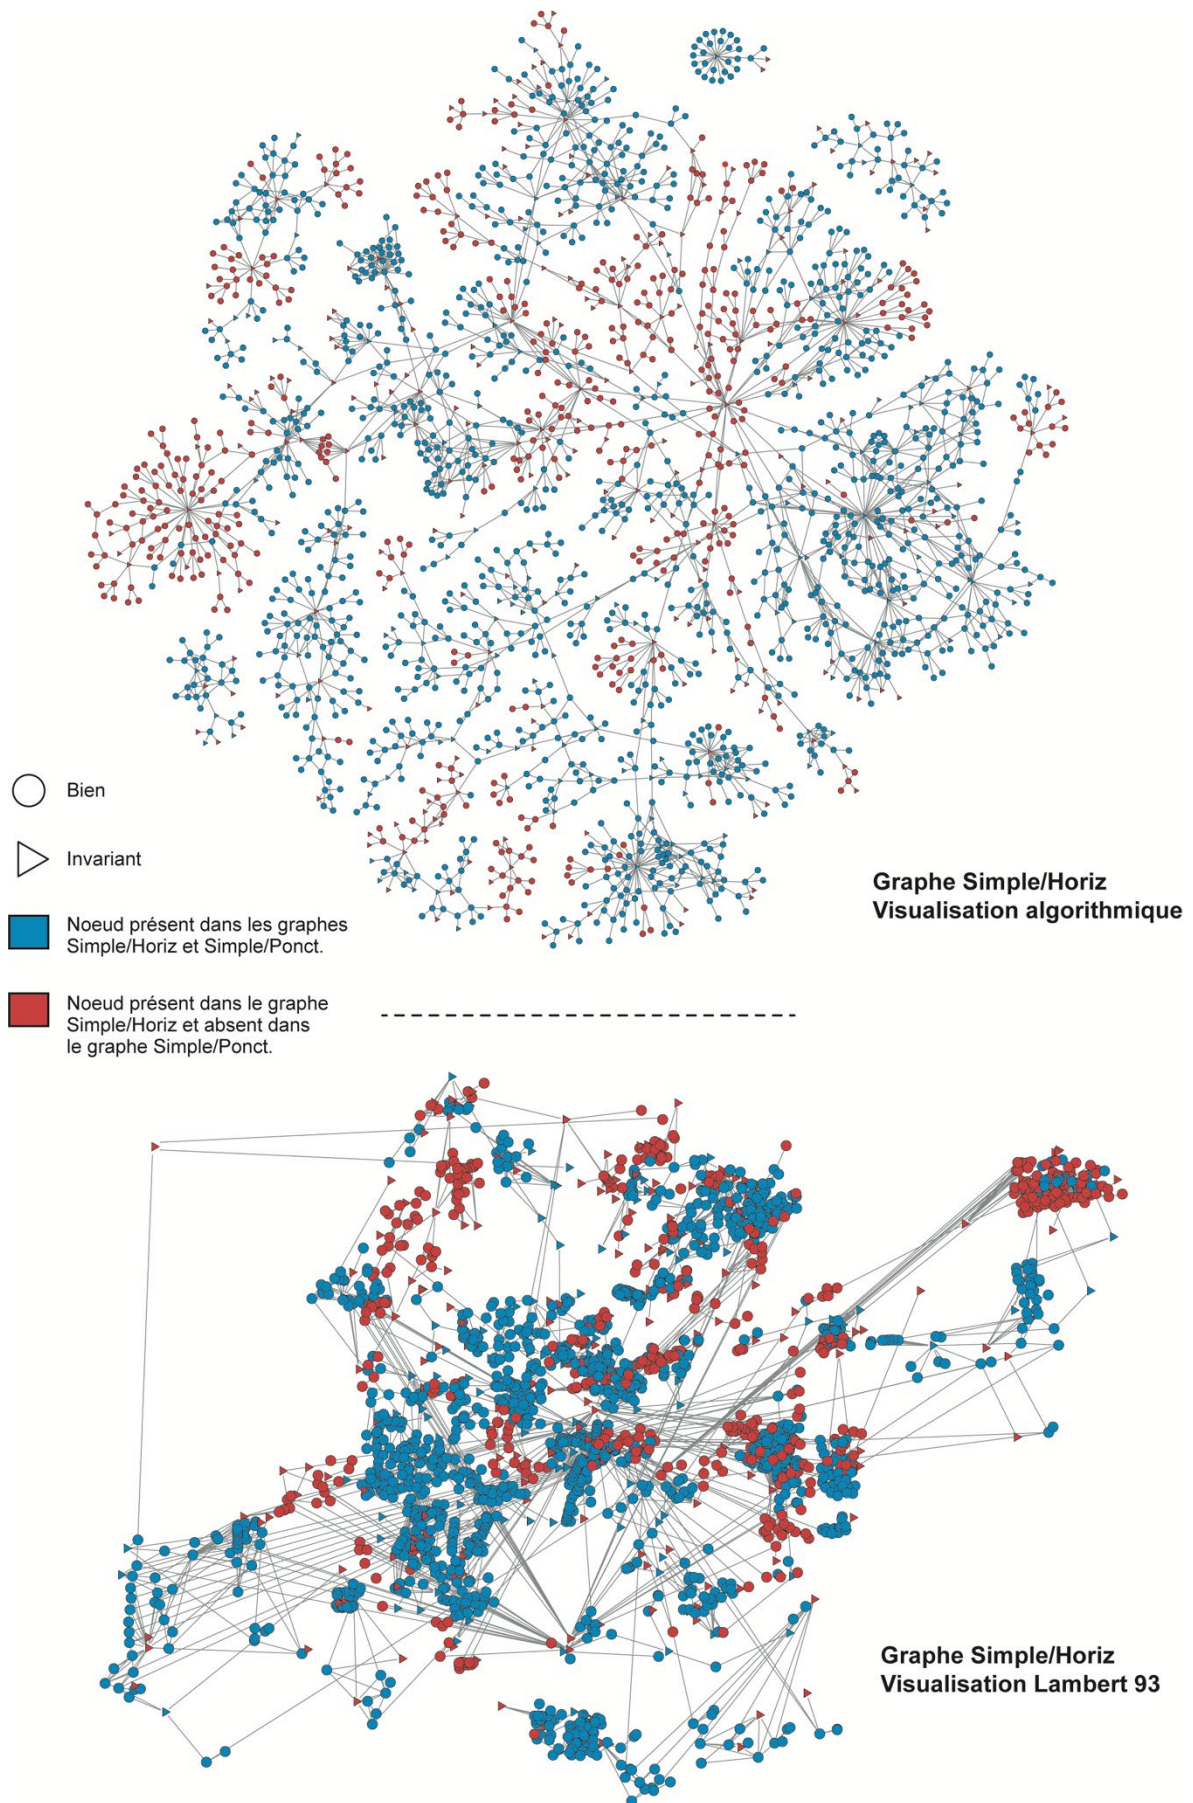 Bien
Invariant
Graphe Simple/Horiz
Visualisation algorithmique
Noeud présent dans les graphes
Simple/Horiz et Simple/Ponct.
Noeud présent dans le graphe
Simple/Horiz et absent dans
le graphe Simple/Ponct.
Graphe Simple/Horiz
Visualisation Lambert 93